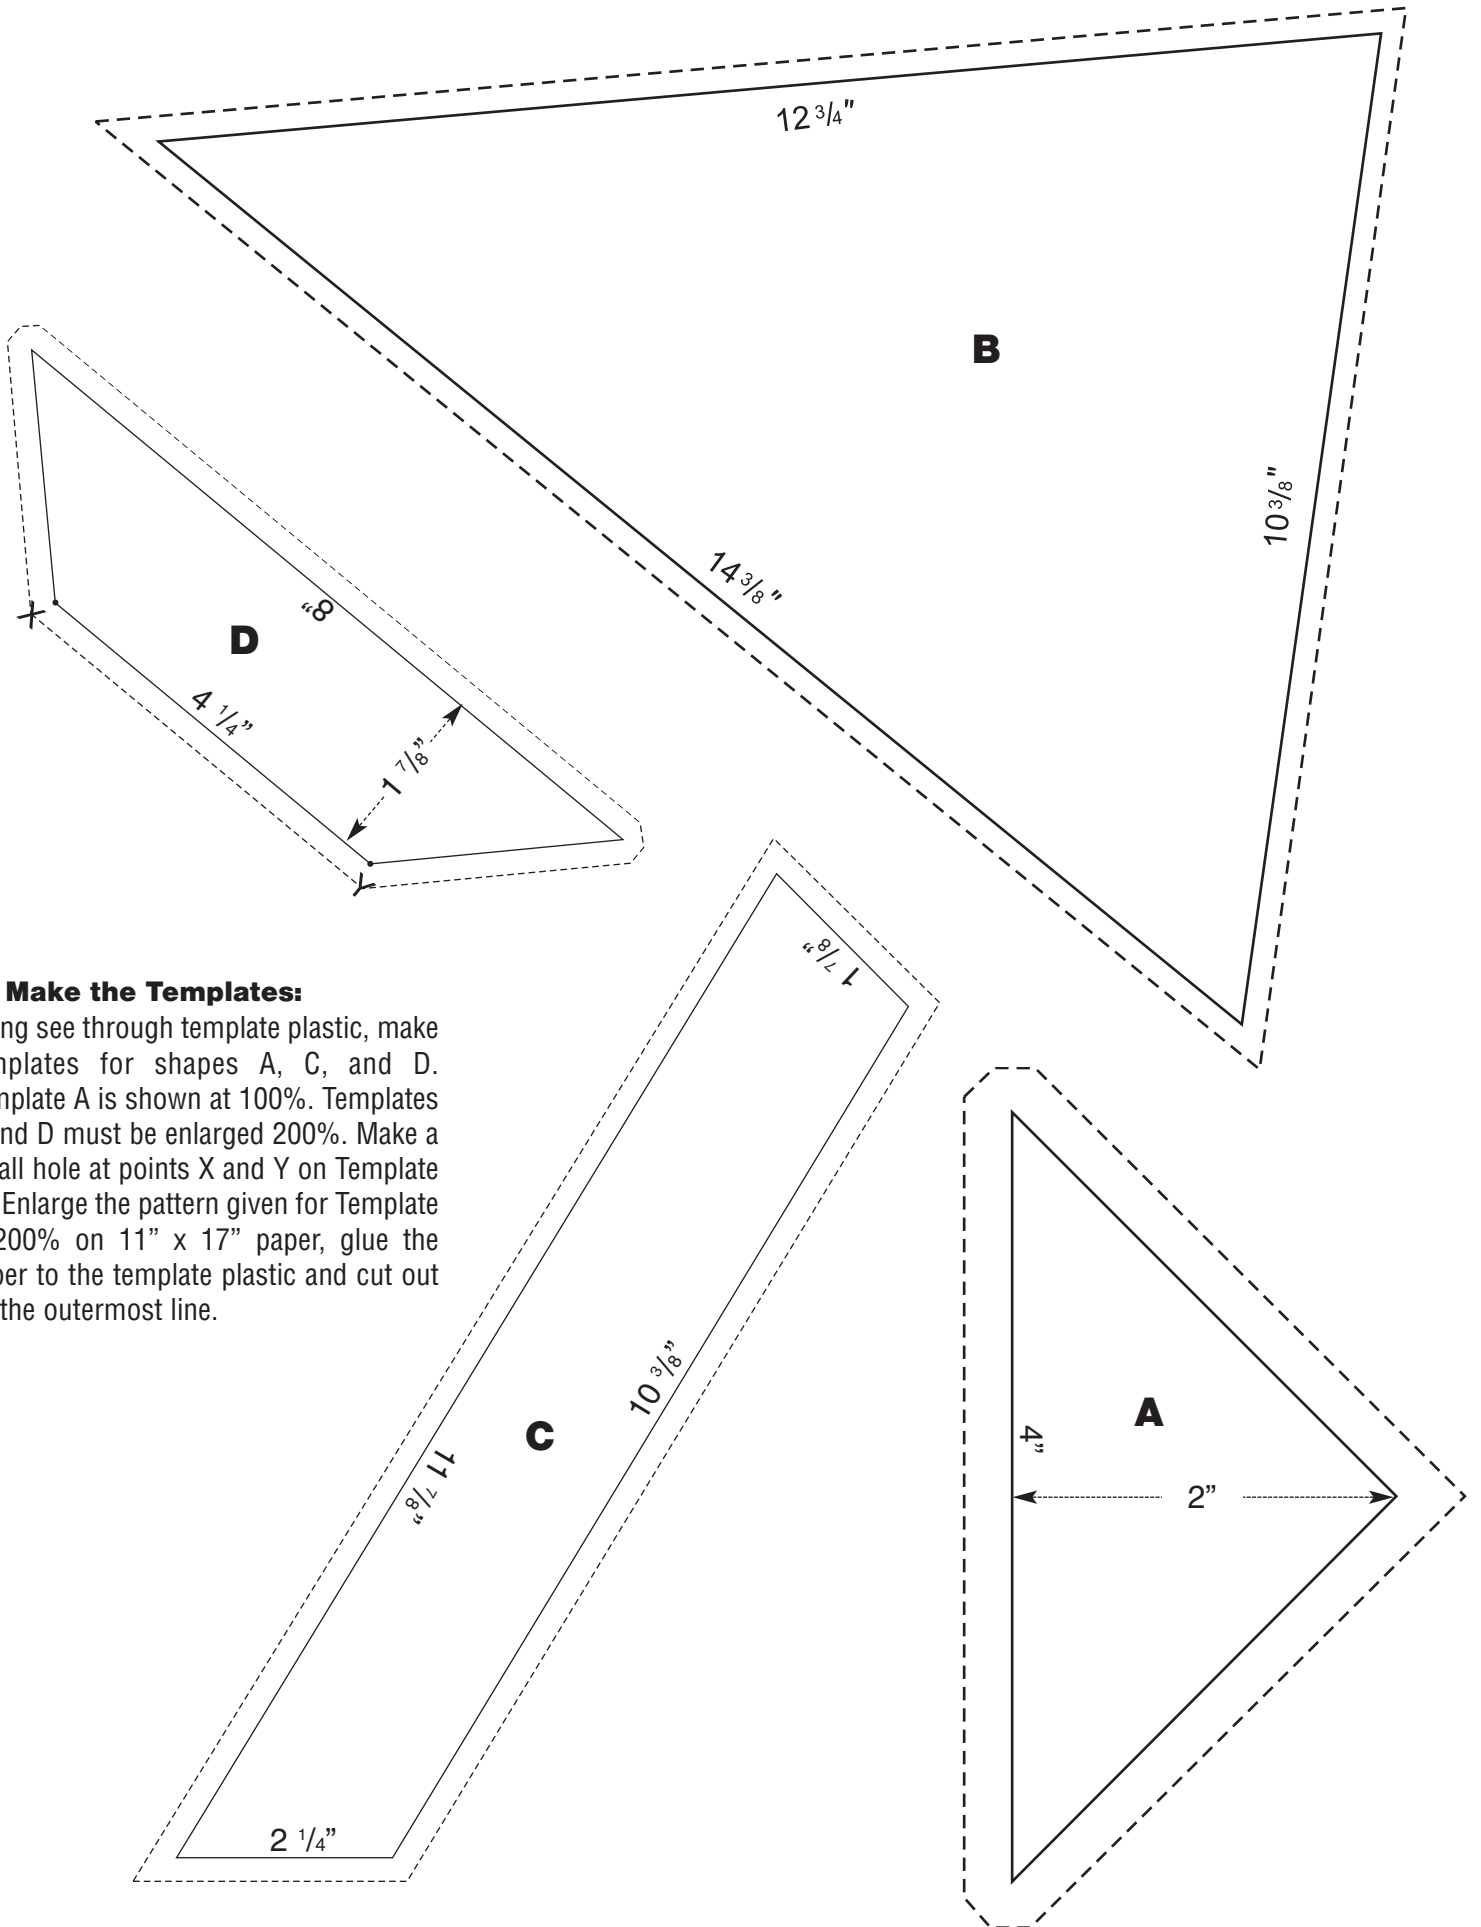 12 3/4"
B
10 3/8"
14 3/8"
8"
D
4 1/4”
1 7/8”
X
Y
1 7/8”
Make the Templates:
ng see through template plastic, make
mplates for shapes A, C, and D.
mplate A is shown at 100%. Templates
nd D must be enlarged 200%. Make a
all hole at points X and Y on Template
Enlarge the pattern given for Template
200% on 11” x 17” paper, glue the
per to the template plastic and cut out
the outermost line.
10 3/8”
C
11 7/8”
A
4”
2”
2 1/4”